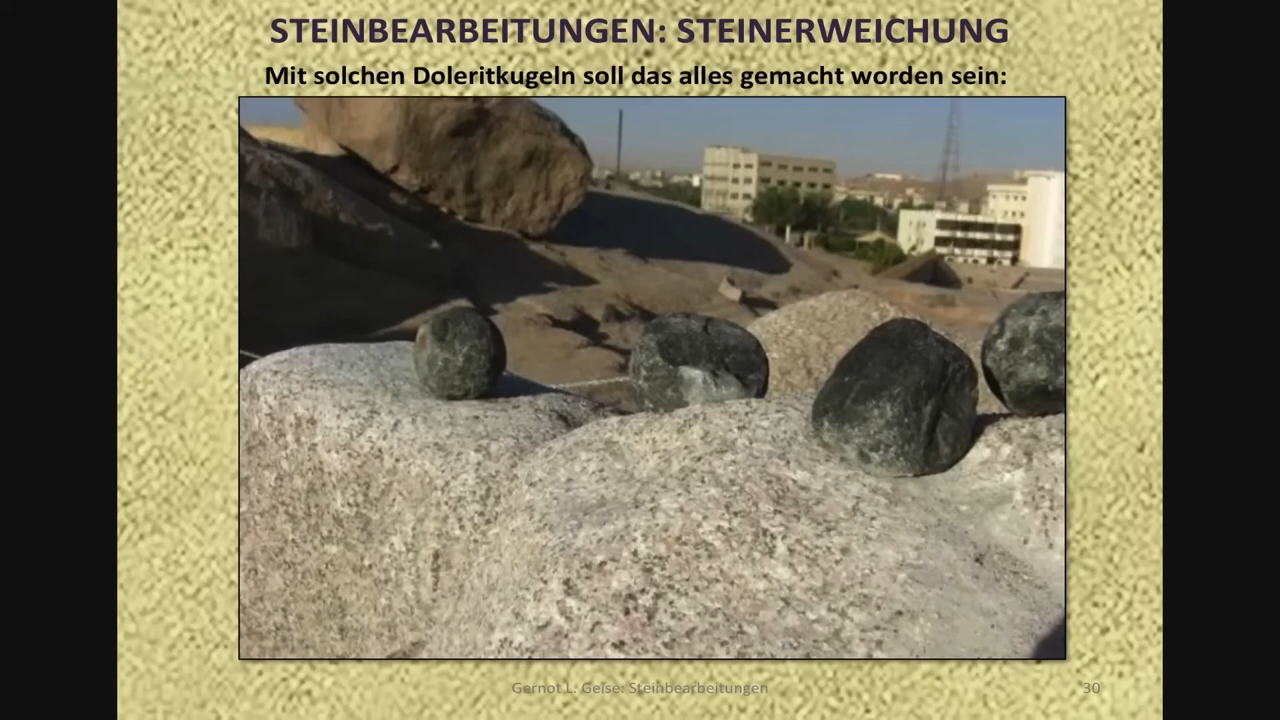 STEINBEARBEITUNGEN: STEINERWEICHUNG
Mit solchen Doleritkugeln soll das alles gemacht worden sein:
Gernot L. Geise: Steinbearbeitungen
30